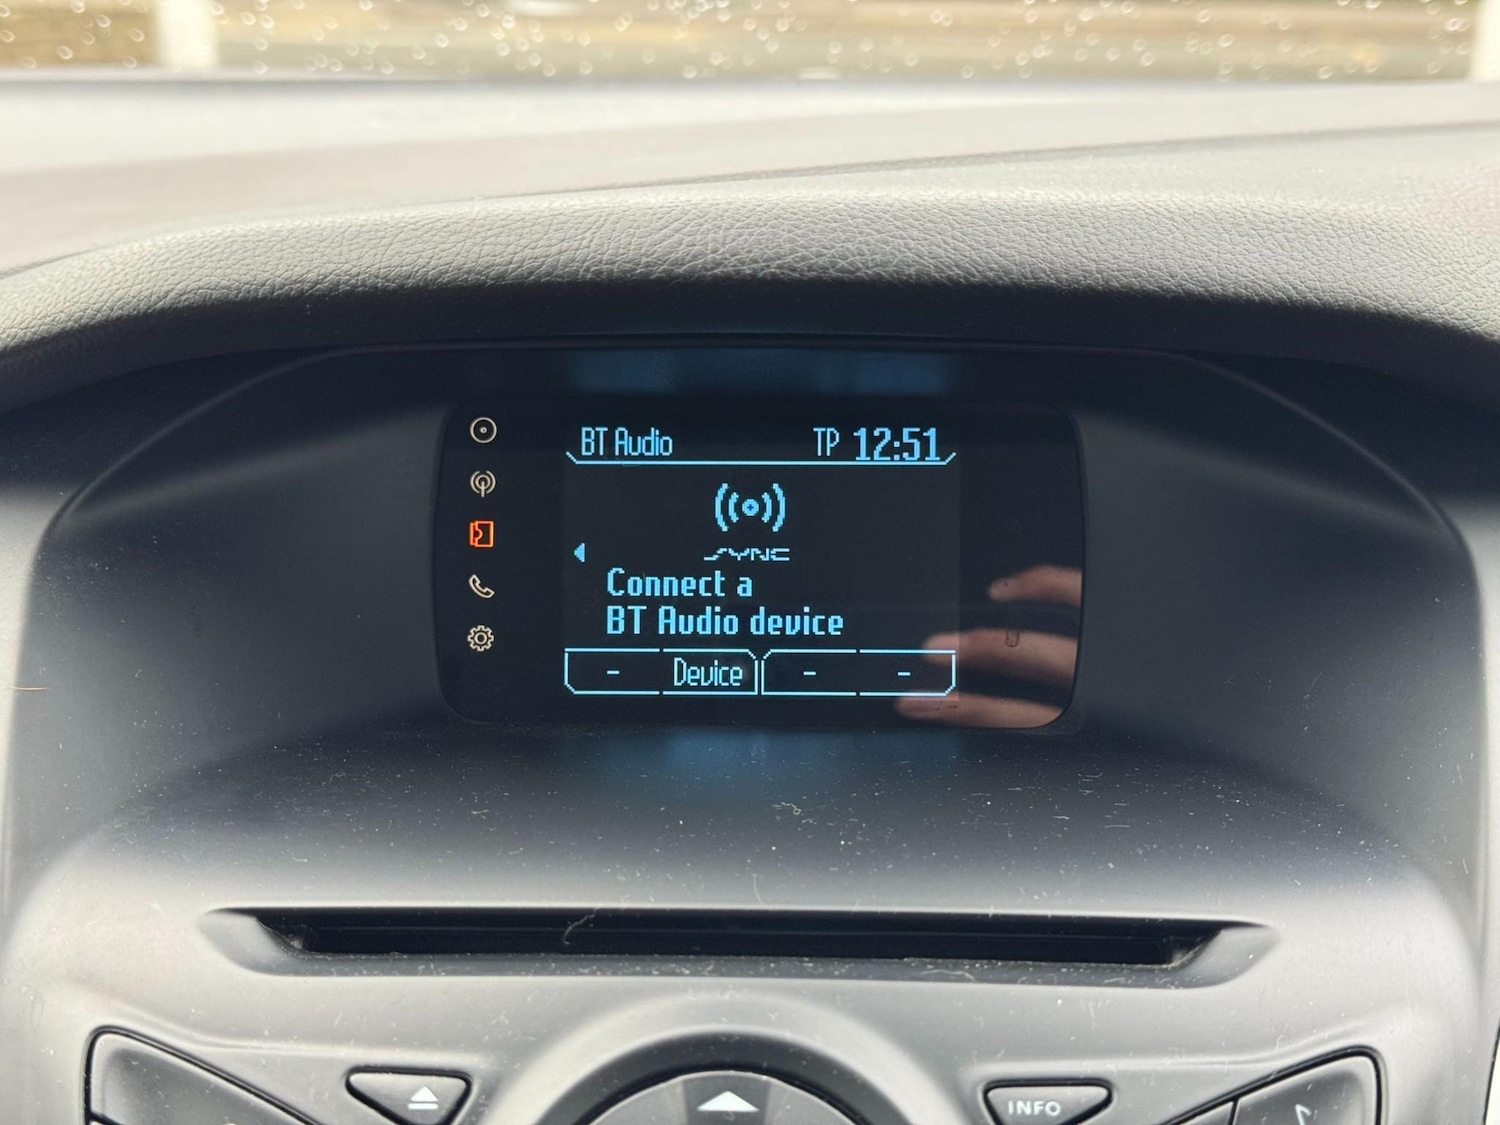 BT Audio TP 12:51
SYNC
Connect a
BT Audio device
- Device - -
INFO